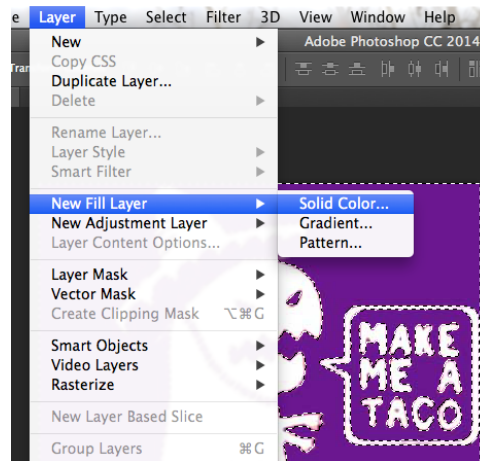 e Layer Type Select Filter 3D View Window Help
Adobe Photoshop CC 2014
Tran
New
Copy CSS
Duplicate Layer...
Delete
Rename Layer...
Layer Style
Smart Filter
New Fill Layer
New Adjustment Layer
Layer Content Options...
Solid Color...
Gradient...
Pattern...
Layer Mask
Vector Mask
Create Clipping Mask ⌥⌘G
Smart Objects
Video Layers
Rasterize
New Layer Based Slice
Group Layers ⌘G
MAKE
ME A
TACO